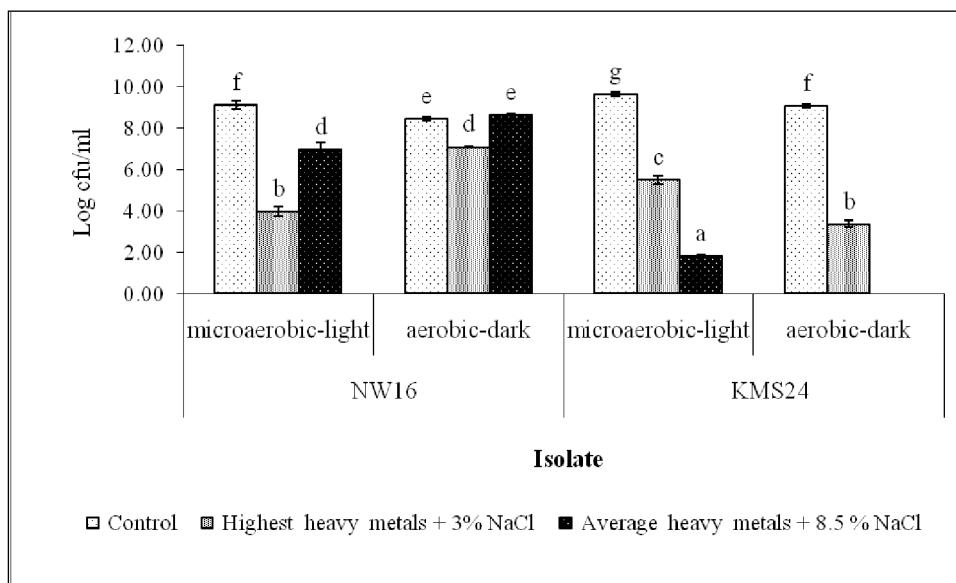 12.00
10.00
8.00
6.00
4.00
2.00
0.00
Log cfu/ml
f
b
d
e
d
e
g
c
a
f
b
microaerobic-light
aerobic-dark
microaerobic-light
aerobic-dark
NW16
KMS24
Isolate
Control
Highest heavy metals + 3% NaCl
Average heavy metals + 8.5 % NaCl